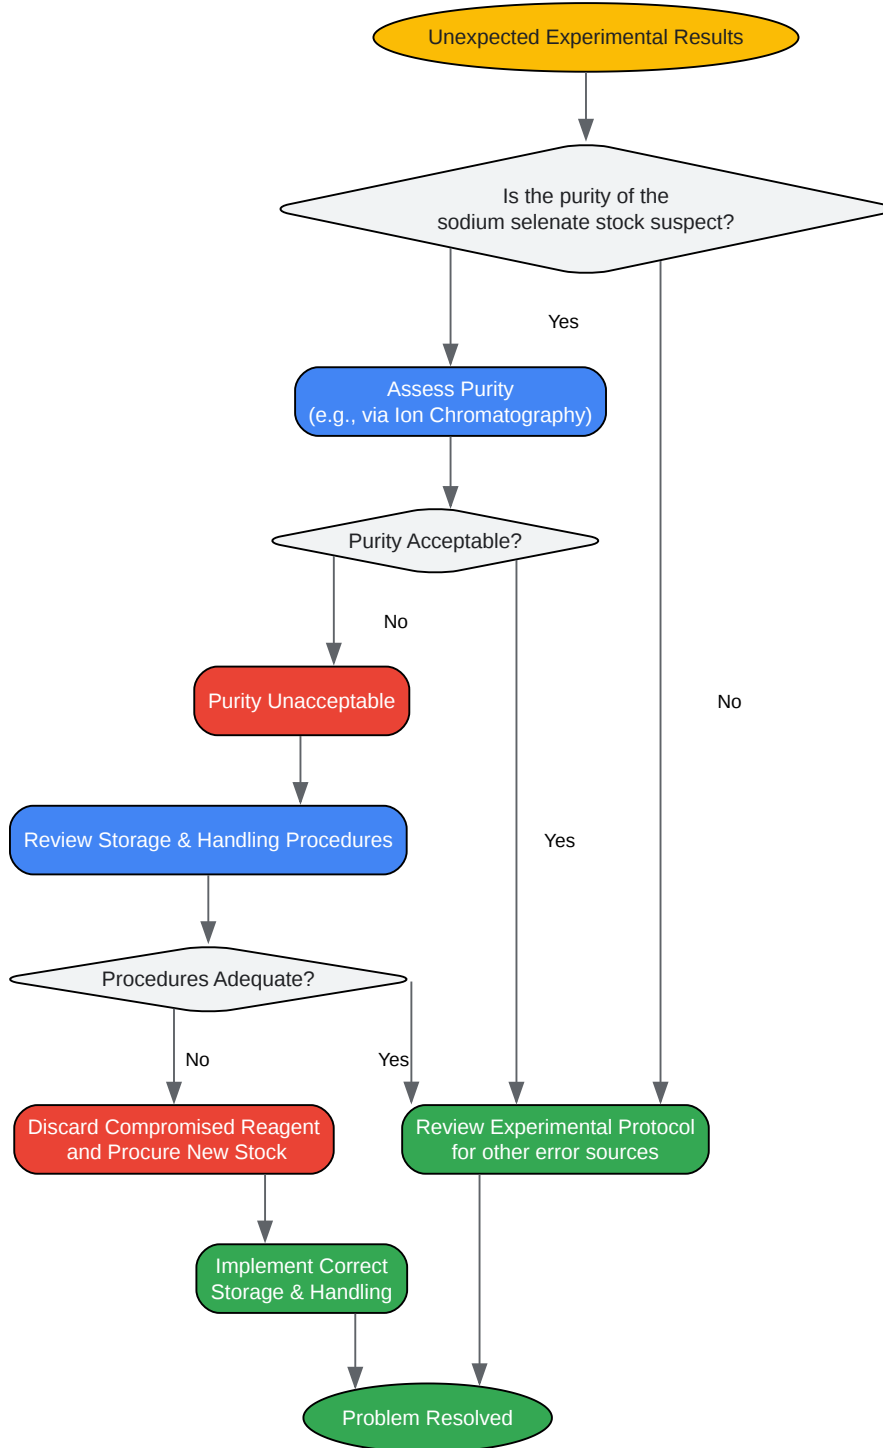 Unexpected Experimental Results
Is the purity of the
sodium selenate stock suspect?
Yes
Assess Purity
(e.g., via Ion Chromatography)
Purity Acceptable?
No
Purity Unacceptable
No
Review Storage & Handling Procedures
Yes
Procedures Adequate?
No
Yes
Discard Compromised Reagent
and Procure New Stock
Review Experimental Protocol
for other error sources
Implement Correct
Storage & Handling
Problem Resolved